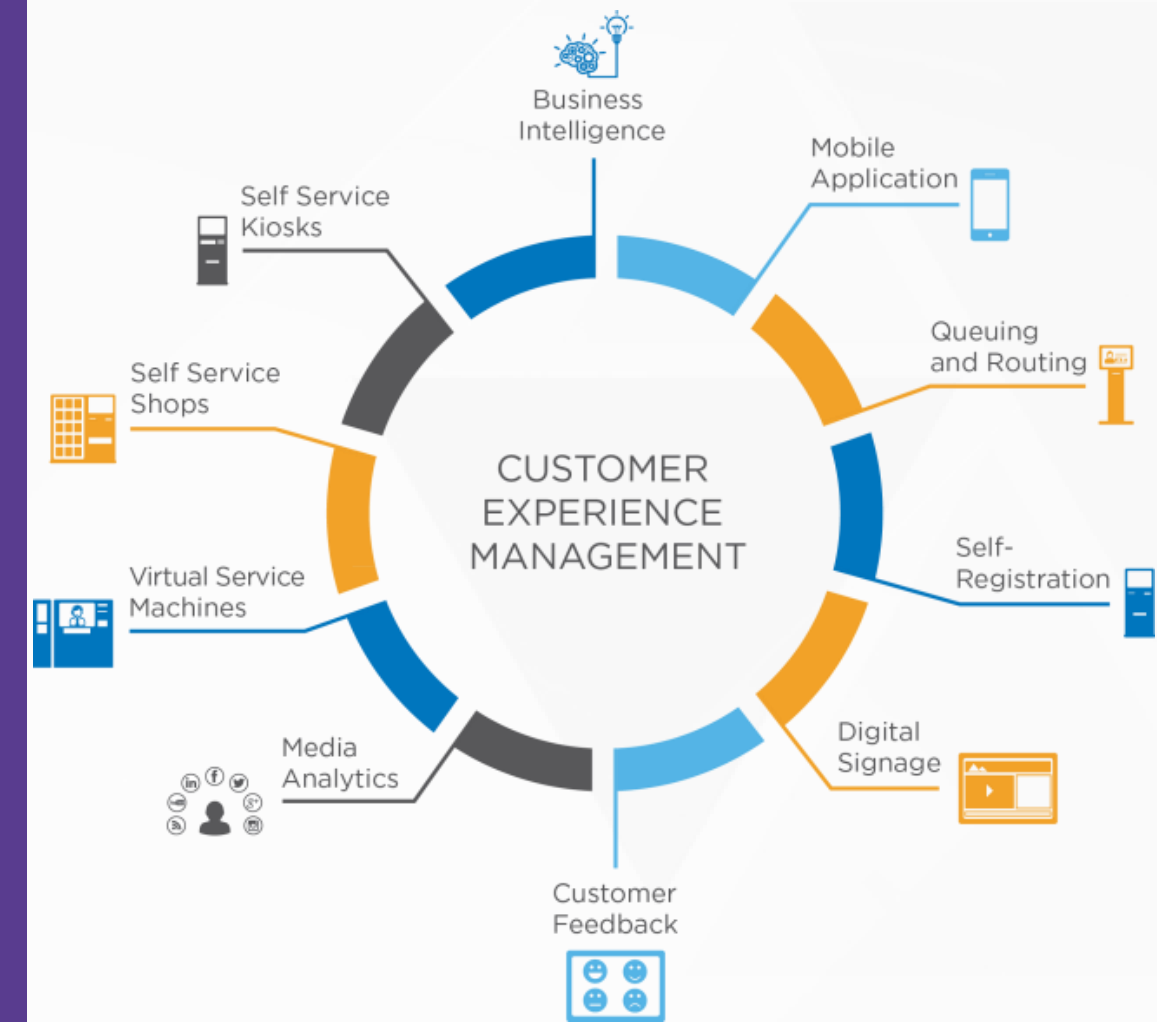 Business
Intelligence
Mobile
Application
Self Service
Kiosks
Queuing
and Routing
Self Service
Shops
CUSTOMER
EXPERIENCE
MANAGEMENT
Self-
Registration
Virtual Service
Machines
Digital
Signage
Media
Analytics
in f
g+
Customer
Feedback